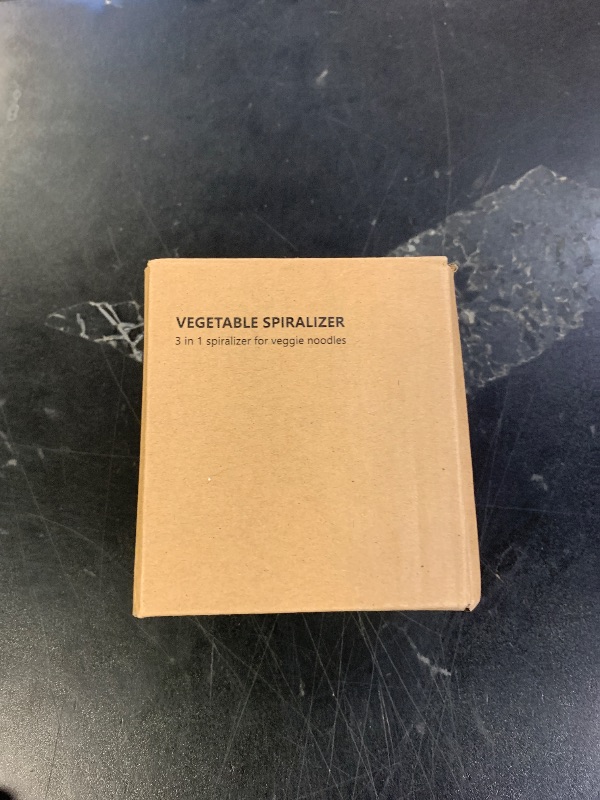 VEGETABLE SPIRALIZER
3 in 1 spiralizer for veggie noodles